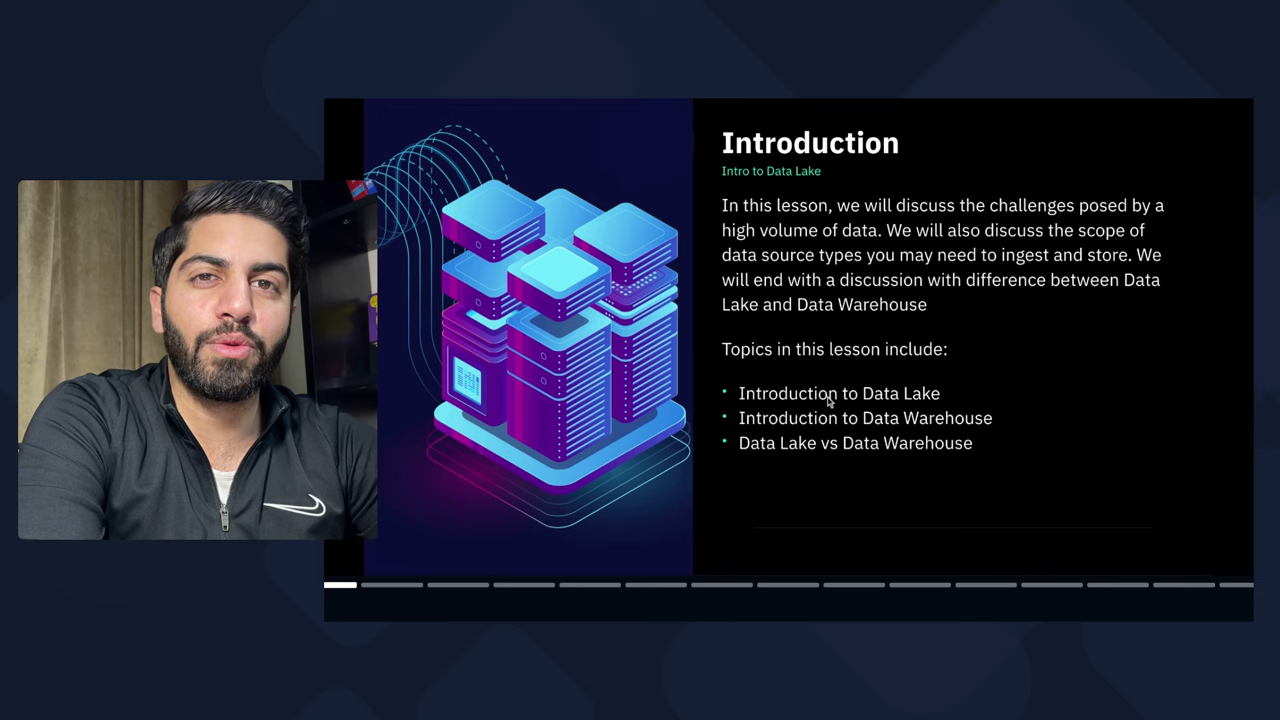 Introduction
Intro to Data Lake
In this lesson, we will discuss the challenges posed by a
high volume of data. We will also discuss the scope of
data source types you may need to ingest and store. We
will end with a discussion with difference between Data
Lake and Data Warehouse
Topics in this lesson include:
• Introduction to Data Lake
• Introduction to Data Warehouse
• Data Lake vs Data Warehouse